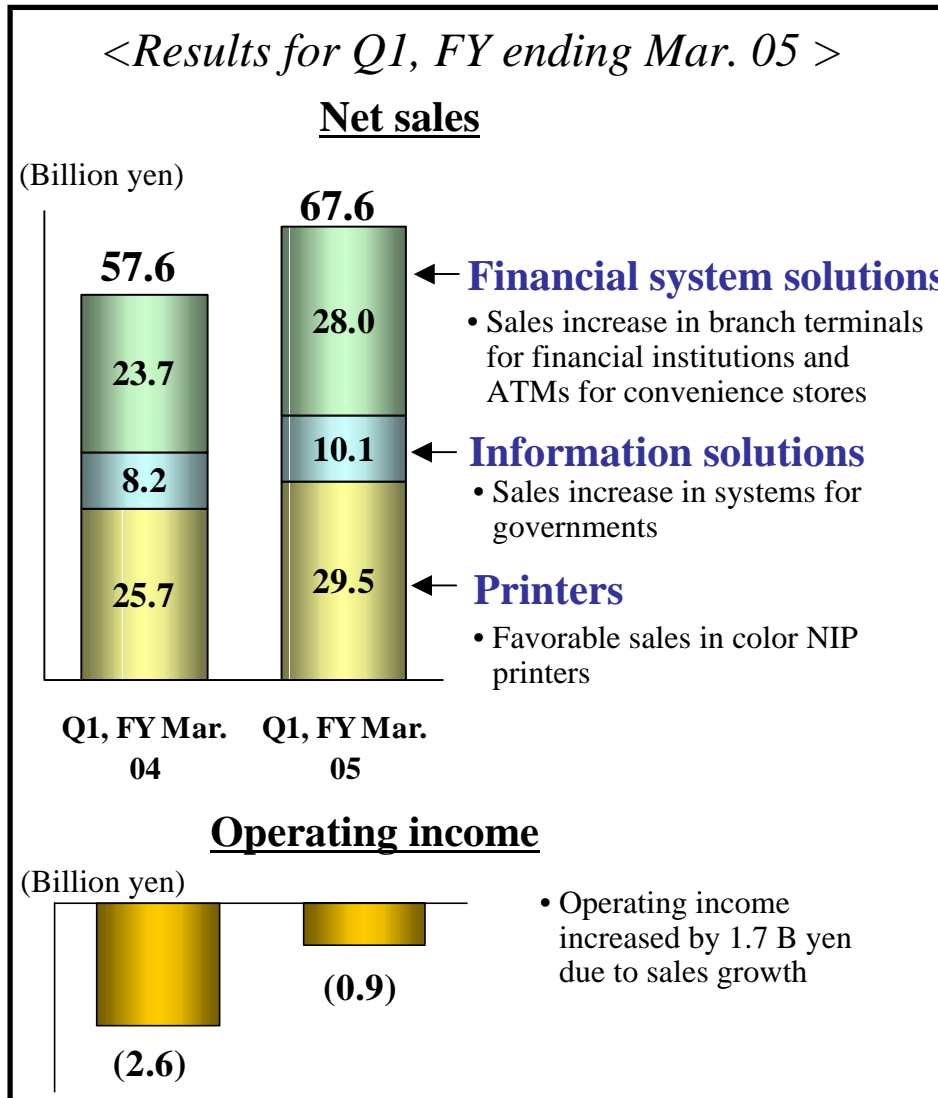 <Results for Q1, FY ending Mar. 05 >
Net sales
(Billion yen)
57.6
67.6
23.7
28.0
8.2
10.1
25.7
29.5
Financial system solutions
• Sales increase in branch terminals
for financial institutions and
ATMs for convenience stores
Information solutions
• Sales increase in systems for
governments
Printers
• Favorable sales in color NIP
printers
Q1, FY Mar.
04
Q1, FY Mar.
05
Operating income
(Billion yen)
(2.6)
(0.9)
• Operating income
increased by 1.7 B yen
due to sales growth